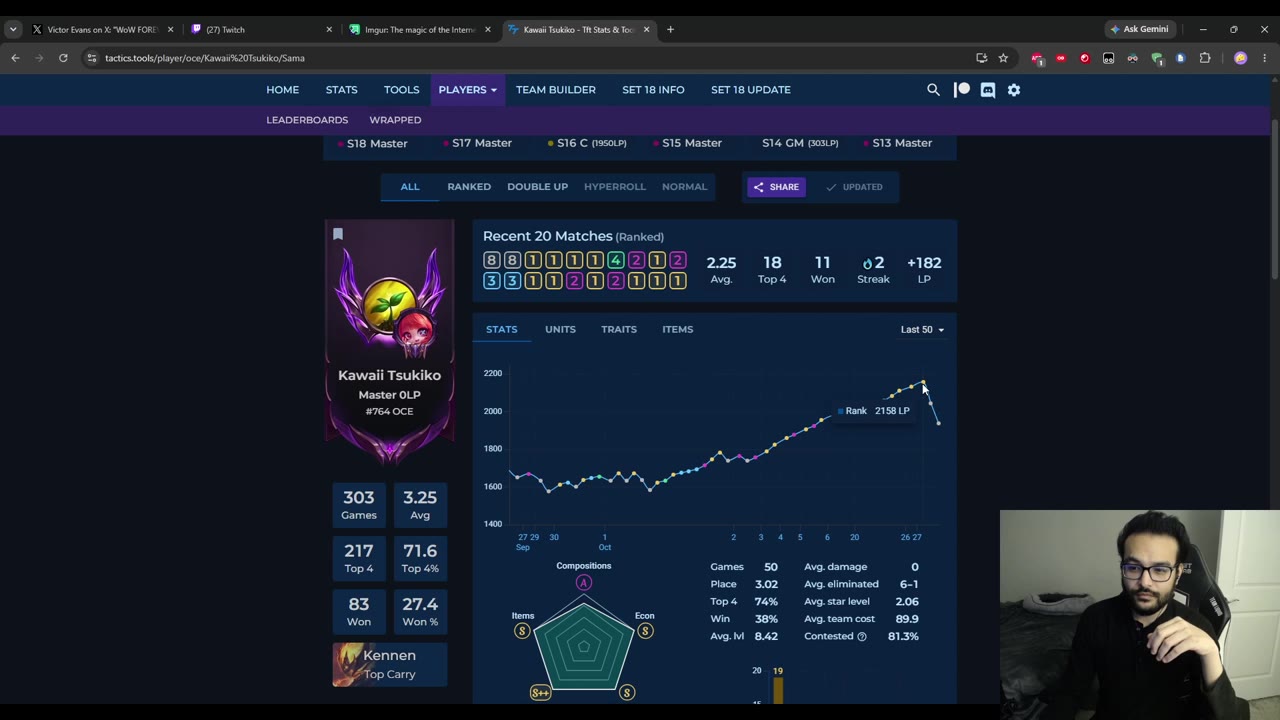 Victor Evans on X: "WoW FORE
(27) Twitch
Imgur: The magic of the Interne
Kawaii Tsukiko - Tft Stats & Too
Ask Gemini
tactics.tools/player/oce/Kawaii%20Tsukiko/Sama
HOME STATS TOOLS PLAYERS TEAM BUILDER SET 18 INFO SET 18 UPDATE
LEADERBOARDS WRAPPED
S18 Master S17 Master S16 C (1950LP) S15 Master S14 GM (303LP) S13 Master
ALL RANKED DOUBLE UP HYPERROLL NORMAL SHARE UPDATED
Recent 20 Matches (Ranked)
8 8 1 1 1 1 4 2 1 2
3 3 1 1 2 1 2 1 1 1
2.25 18 11 2 +182
Avg. Top 4 Won Streak LP
Kawaii Tsukiko
Master 0LP
#764 OCE
303 3.25
Games Avg
217 71.6
Top 4 Top 4%
83 27.4
Won Won %
Kennen
Top Carry
STATS UNITS TRAITS ITEMS Last 50
2200
2000
1800
1600
1400
Rank 2158 LP
27 29 30 1 2 3 4 5 6 20 26 27
Sep Oct
Compositions
A
Items
S
Econ
S
S++
S
Games 50
Place 3.02
Top 4 74%
Win 38%
Avg. lvl 8.42
Avg. damage 0
Avg. eliminated 6-1
Avg. star level 2.06
Avg. team cost 89.9
Contested 81.3%
20
19